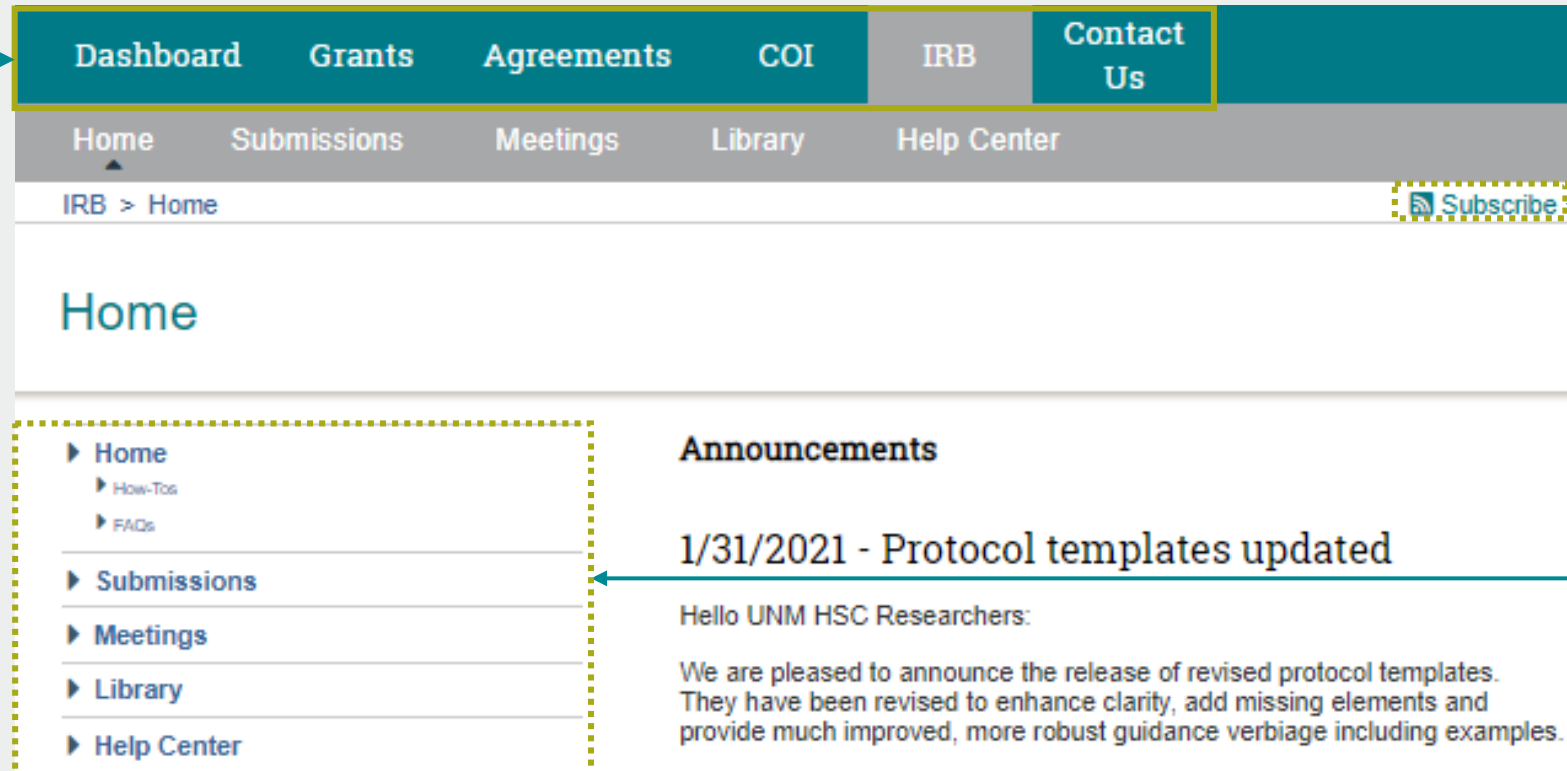 Dashboard Grants Agreements COI IRB Contact Us
Home Submissions Meetings Library Help Center
IRB > Home
Subscribe
Home
Home
How-Tos
FAQs
Submissions
Meetings
Library
Help Center
Announcements
1/31/2021 - Protocol templates updated
Hello UNM HSC Researchers:
We are pleased to announce the release of revised protocol templates.
They have been revised to enhance clarity, add missing elements and
provide much improved, more robust guidance verbiage including examples.